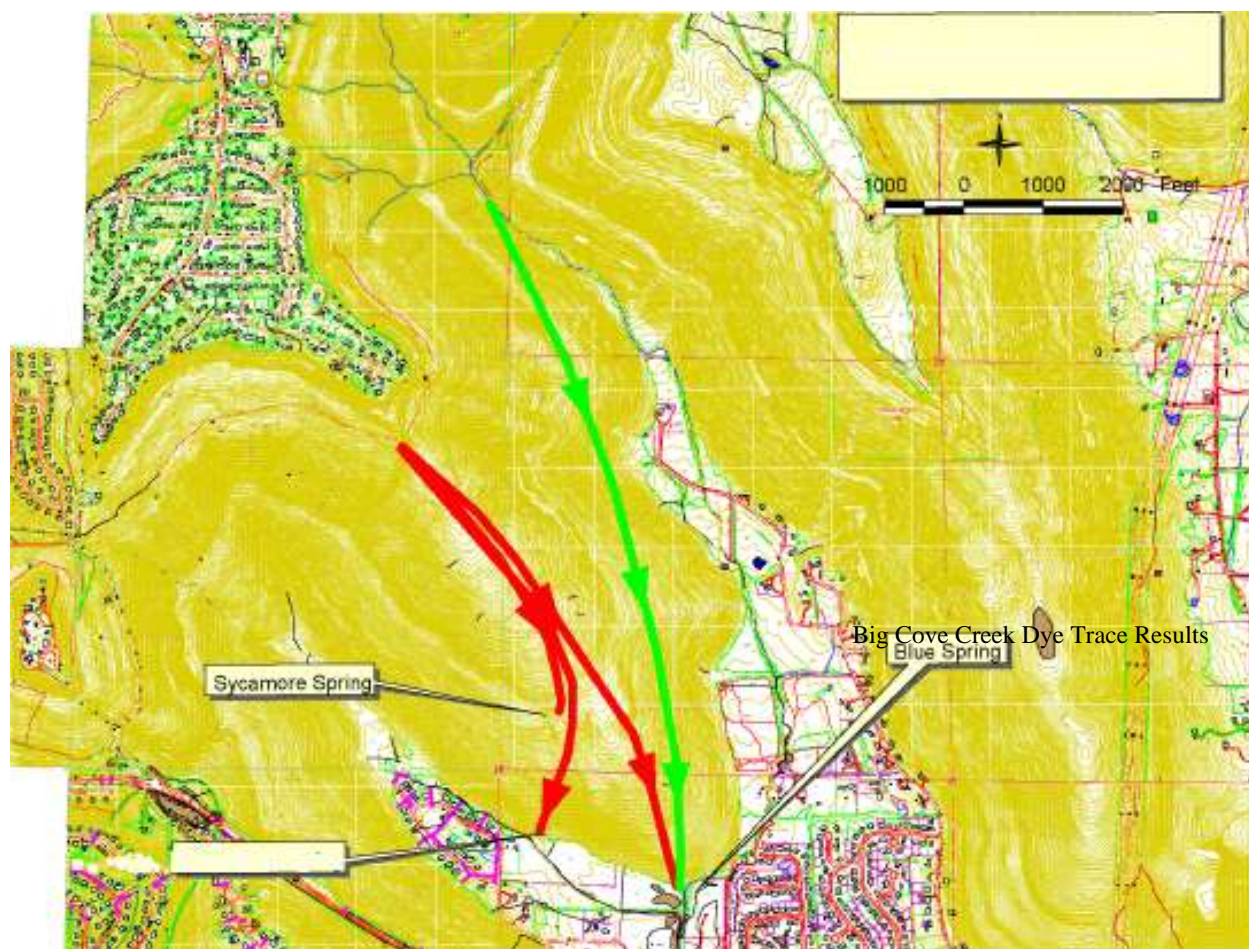 1000 0 1000 2000 Feet
Big Cove Creek Dye Trace Results
Blue Spring
Sycamore Spring